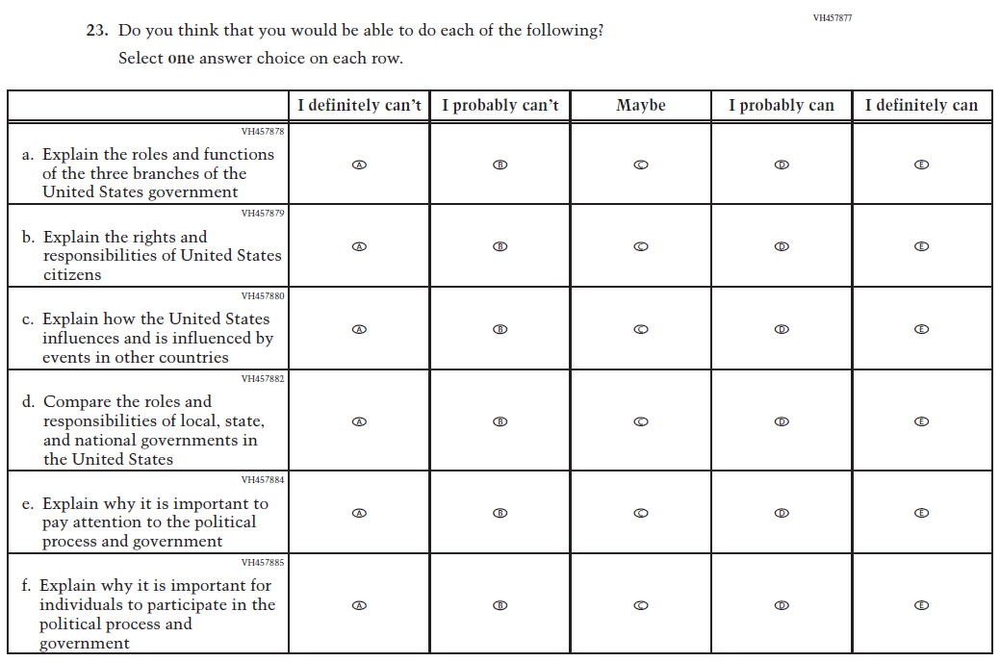 VH457877
23. Do you think that you would be able to do each of the following?
Select one answer choice on each row.
I definitely can't I probably can't Maybe I probably can I definitely can
VH457878
a. Explain the roles and functions
of the three branches of the
United States government
A B C D E
VH457879
b. Explain the rights and
responsibilities of United States
citizens
A B C D E
VH457880
c. Explain how the United States
influences and is influenced by
events in other countries
A B C D E
VH457882
d. Compare the roles and
responsibilities of local, state,
and national governments in
the United States
A B C D E
VH457884
e. Explain why it is important to
pay attention to the political
process and government
A B C D E
VH457885
f. Explain why it is important for
individuals to participate in the
political process and
government
A B C D E